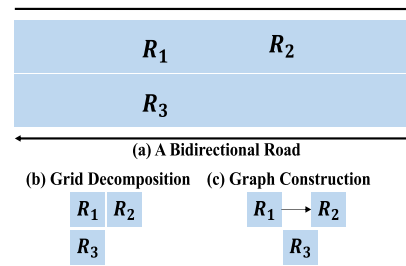 R₁ R₂
R₃
(a) A Bidirectional Road
(b) Grid Decomposition (c) Graph Construction
R₁ R₂ R₁ R₂
R₃ R₃